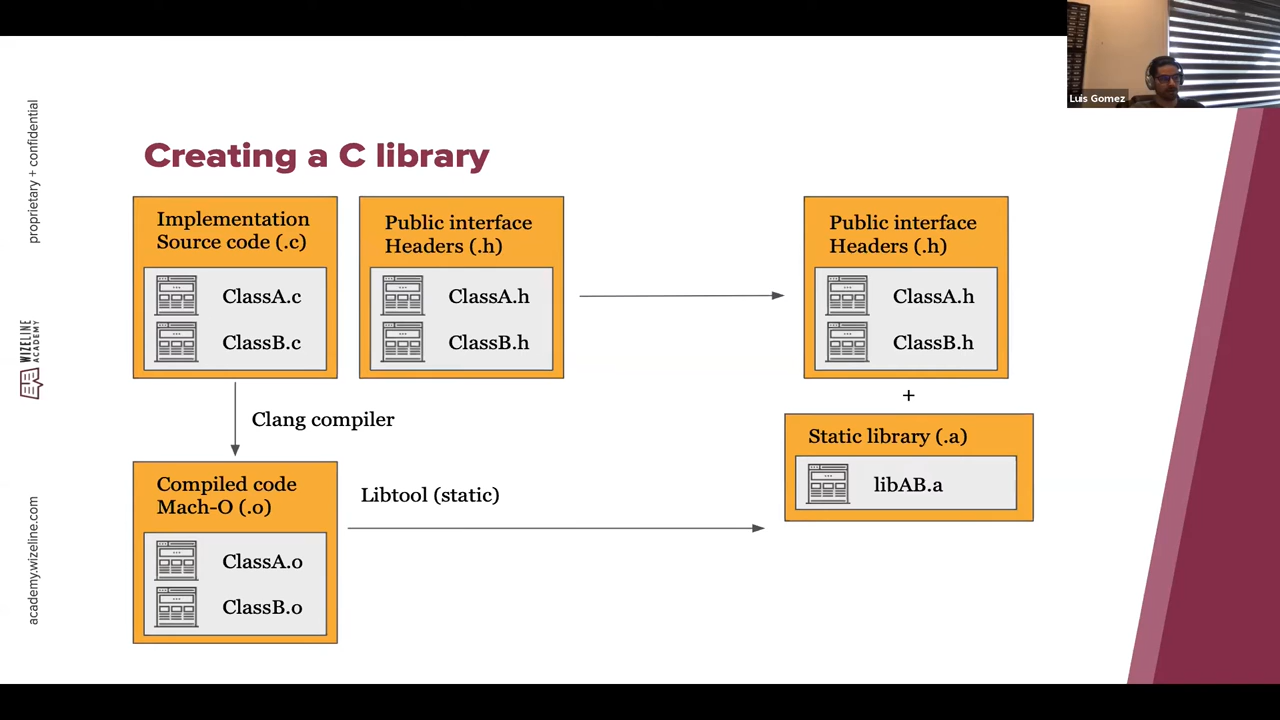 Luis Gomez
proprietary + confidential
WIZELINE
ACADEMY
academy.wizeline.com
Creating a C library
Implementation
Source code (.c)
ClassA.c
ClassB.c
Public interface
Headers (.h)
ClassA.h
ClassB.h
Public interface
Headers (.h)
ClassA.h
ClassB.h
+
Clang compiler
Static library (.a)
libAB.a
Compiled code
Mach-O (.o)
ClassA.o
ClassB.o
Libtool (static)